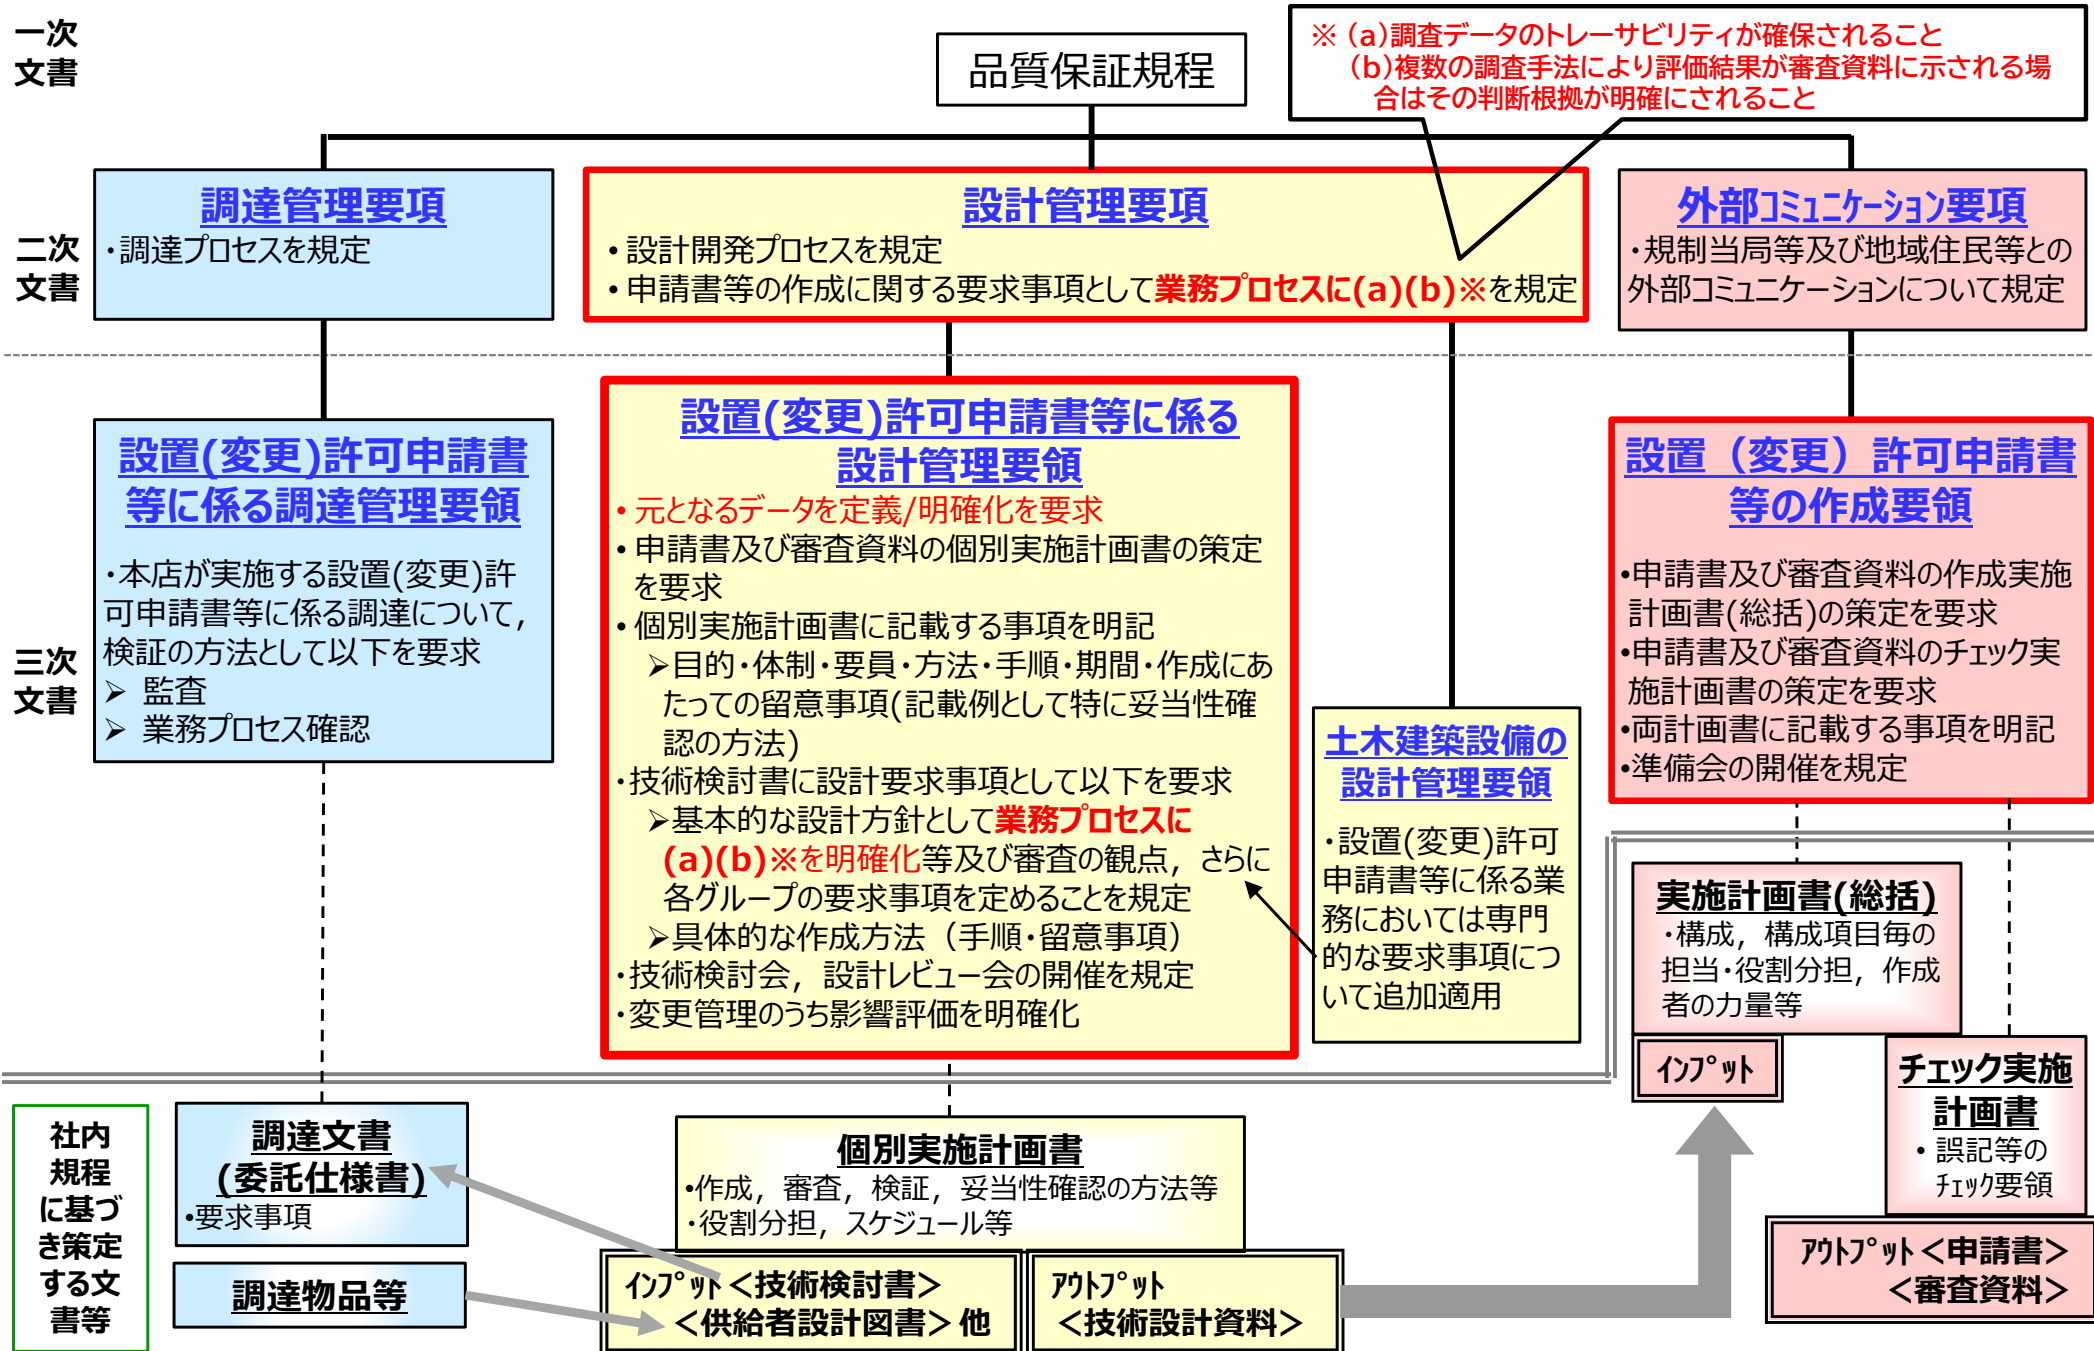 一次
文書
品質保証規程
※ (a)調査データのトレーサビリティが確保されること
(b)複数の調査手法により評価結果が審査資料に示される場
合はその判断根拠が明確にされること
二次
文書
調達管理要項
・調達プロセスを規定
設計管理要項
• 設計開発プロセスを規定
• 申請書等の作成に関する要求事項として業務プロセスに(a)(b)※を規定
外部コミュニケーション要項
・規制当局等及び地域住民等との
外部コミュニケーションについて規定
三次
文書
設置(変更)許可申請書
等に係る調達管理要領
・本店が実施する設置(変更)許
可申請書等に係る調達について,
検証の方法として以下を要求
➢ 監査
➢ 業務プロセス確認
設置(変更)許可申請書等に係る
設計管理要領
• 元となるデータを定義/明確化を要求
• 申請書及び審査資料の個別実施計画書の策定
を要求
• 個別実施計画書に記載する事項を明記
➢目的・体制・要員・方法・手順・期間・作成にあ
たっての留意事項(記載例として特に妥当性確
認の方法)
・技術検討書に設計要求事項として以下を要求
➢基本的な設計方針として業務プロセスに
(a)(b)※を明確化等及び審査の観点, さらに
各グループの要求事項を定めることを規定
➢具体的な作成方法（手順・留意事項）
・技術検討会, 設計レビュー会の開催を規定
・変更管理のうち影響評価を明確化
土木建築設備の
設計管理要領
・設置(変更)許可
申請書等に係る業
務においては専門
的な要求事項につ
いて追加適用
設置（変更）許可申請書
等の作成要領
•申請書及び審査資料の作成実施
計画書(総括)の策定を要求
•申請書及び審査資料のチェック実
施計画書の策定を要求
•両計画書に記載する事項を明記
•準備会の開催を規定
実施計画書(総括)
・構成, 構成項目毎の
担当・役割分担, 作成
者の力量等
ｲﾝﾌﾟｯﾄ
チェック実施
計画書
• 誤記等の
ﾁｪｯｸ要領
ｱｳﾄﾌﾟｯﾄ＜申請書＞
＜審査資料＞
社内
規程
に基づ
き策定
する文
書等
調達文書
(委託仕様書)
•要求事項
調達物品等
個別実施計画書
•作成, 審査, 検証, 妥当性確認の方法等
・役割分担, スケジュール等
ｲﾝﾌﾟｯﾄ＜技術検討書＞
＜供給者設計図書＞他
ｱｳﾄﾌﾟｯﾄ
＜技術設計資料＞